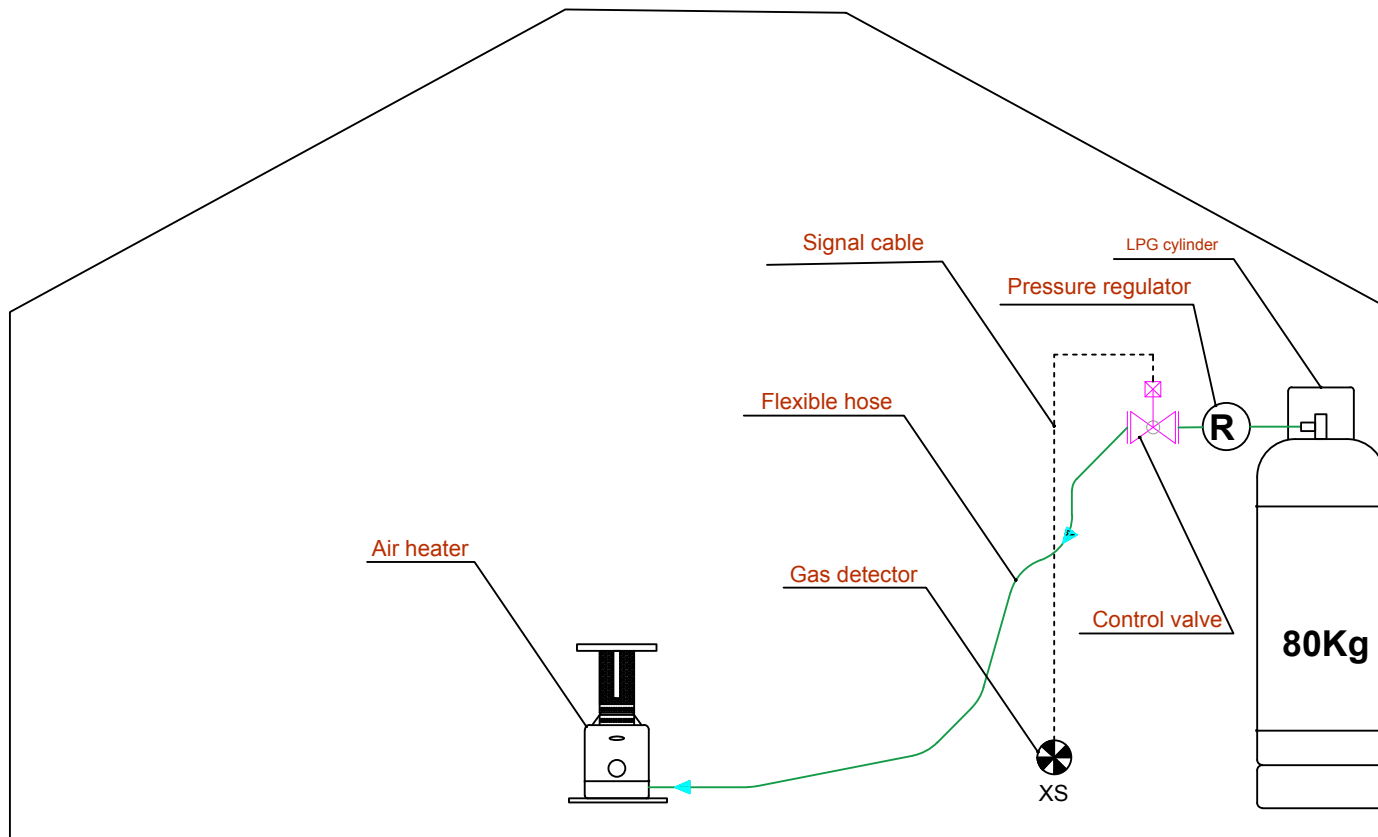 Signal cable
LPG cylinder
Pressure regulator
Flexible hose
R
Air heater
Gas detector
Control valve
80Kg
XS